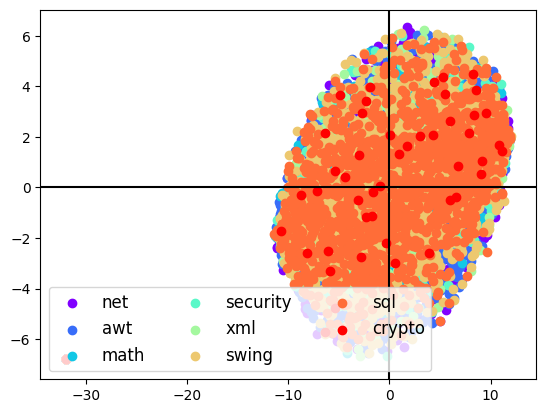 6
4
2
0
−2
−4
−6
net
awt
math
security
xml
swing
sql
crypto
−30
−20
−10
0
10